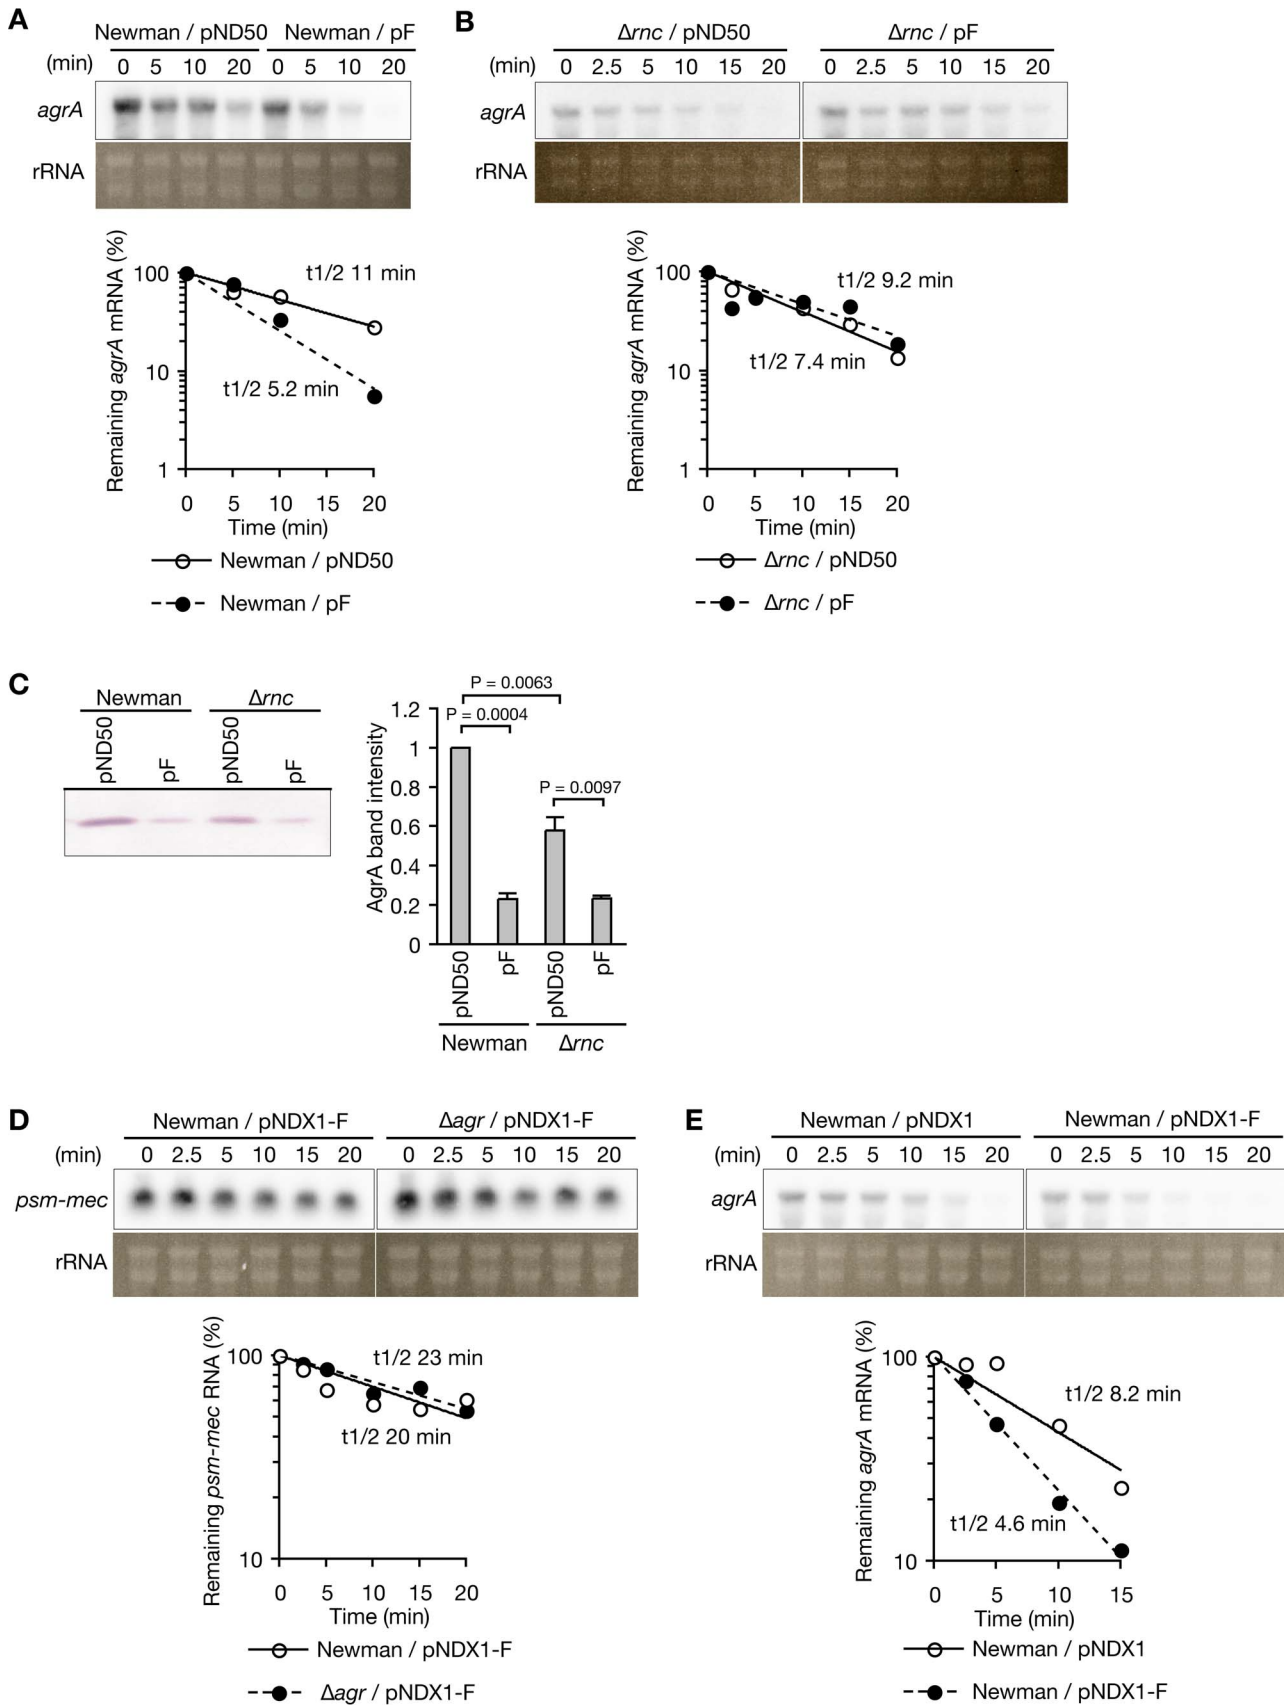 A
Newman / pND50 Newman / pF
(min) 0 5 10 20 0 5 10 20
agrA
rRNA
Remaining agrA mRNA (%)
100
10
1
t1/2 11 min
t1/2 5.2 min
0 5 10 15 20
Time (min)
Newman / pND50
Newman / pF
B
Δrnc / pND50 Δrnc / pF
(min) 0 2.5 5 10 15 20 0 2.5 5 10 15 20
agrA
rRNA
Remaining agrA mRNA (%)
100
10
1
t1/2 9.2 min
t1/2 7.4 min
0 5 10 15 20
Time (min)
Δrnc / pND50
Δrnc / pF
C
Newman Δrnc
pND50 pF pND50 pF
AgrA band intensity
1.2
1
0.8
0.6
0.4
0.2
0
P = 0.0063
P = 0.0004
P = 0.0097
pND50 pF pND50 pF
Newman Δrnc
D
Newman / pNDX1-F Δagr / pNDX1-F
(min) 0 2.5 5 10 15 20 0 2.5 5 10 15 20
psm-mec
rRNA
Remaining psm-mec RNA (%)
100
10
t1/2 23 min
t1/2 20 min
0 5 10 15 20
Time (min)
Newman / pNDX1-F
Δagr / pNDX1-F
E
Newman / pNDX1 Newman / pNDX1-F
(min) 0 2.5 5 10 15 20 0 2.5 5 10 15 20
agrA
rRNA
Remaining agrA mRNA (%)
100
10
t1/2 8.2 min
t1/2 4.6 min
0 5 10 15
Time (min)
Newman / pNDX1
Newman / pNDX1-F